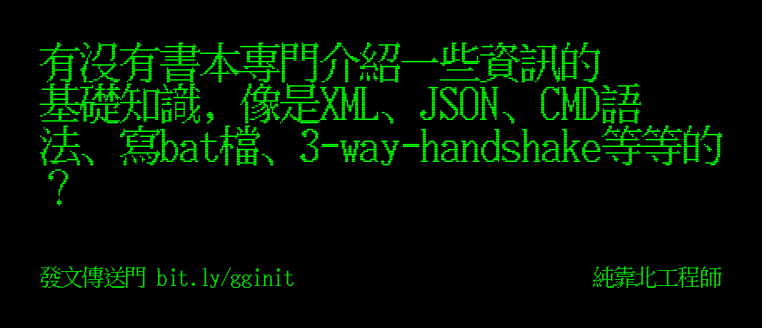 有沒有書本專門介紹一些資訊的
基礎知識，像是XML、JSON、CMD語
法、寫bat檔、3-way-handshake等等的
？
發文傳送門 bit.ly/gginit
純靠北工程師